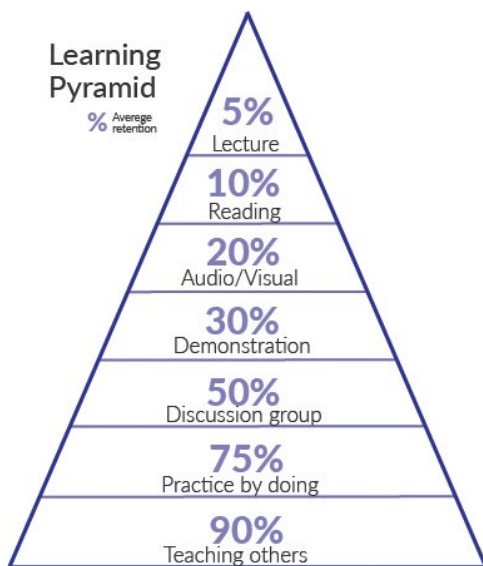 Learning
Pyramid
% Averege
retention
5%
Lecture
10%
Reading
20%
Audio/Visual
30%
Demonstration
50%
Discussion group
75%
Practice by doing
90%
Teaching others